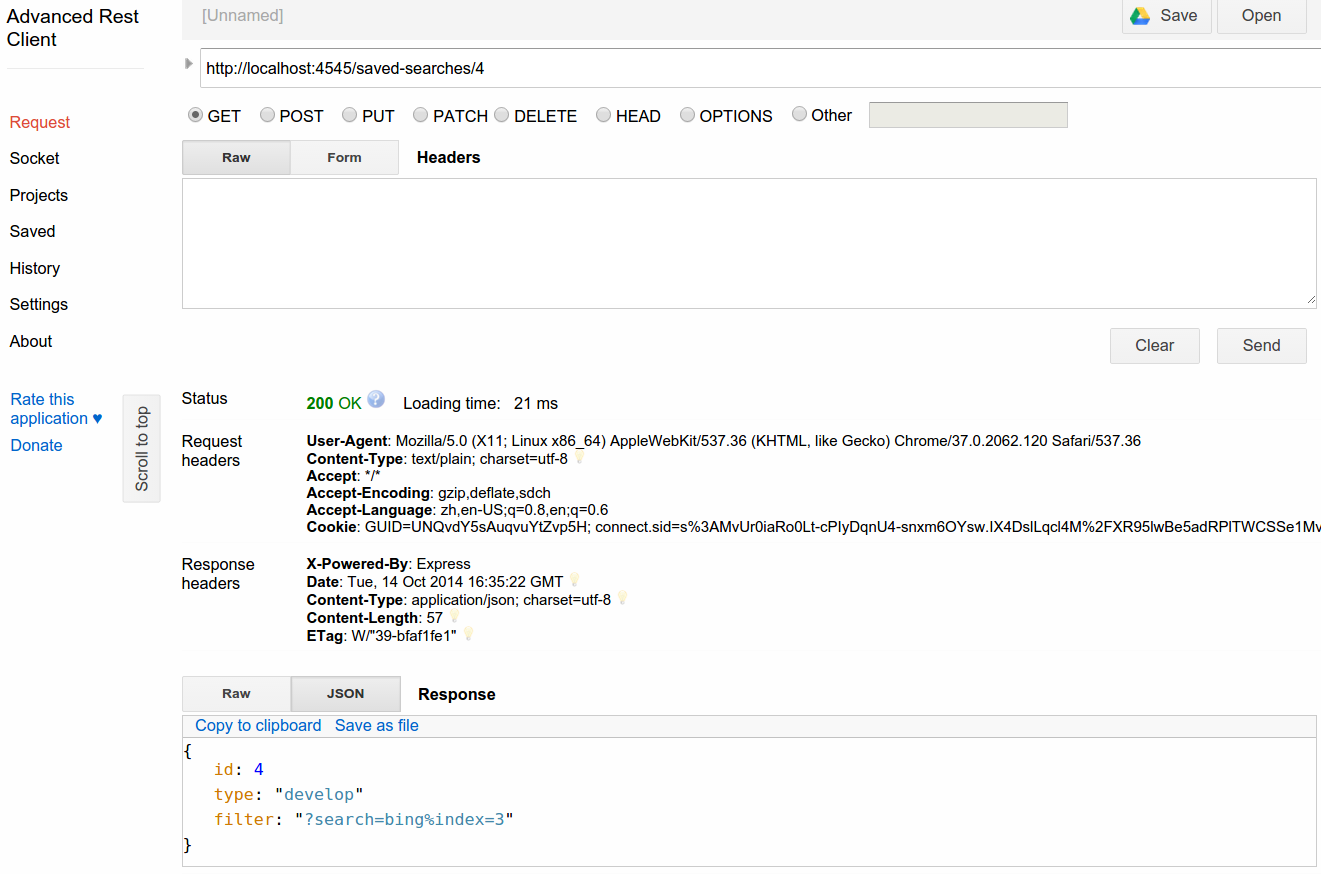 Advanced Rest
Client
[Unnamed]
Save
Open
http://localhost:4545/saved-searches/4
GET POST PUT PATCH DELETE HEAD OPTIONS Other
Raw Form Headers
Request
Socket
Projects
Saved
History
Settings
About
Rate this
application ♥
Donate
Scroll to top
Clear Send
Status 200 OK ? Loading time: 21 ms
Request
headers
User-Agent: Mozilla/5.0 (X11; Linux x86_64) AppleWebKit/537.36 (KHTML, like Gecko) Chrome/37.0.2062.120 Safari/537.36
Content-Type: text/plain; charset=utf-8
Accept: */*
Accept-Encoding: gzip,deflate,sdch
Accept-Language: zh,en-US;q=0.8,en;q=0.6
Cookie: GUID=UNQvdY5sAuqvuYtZvp5H; connect.sid=s%3AMvUr0iaRo0Lt-cPIyDqnU4-snxm6OYsw.IX4DslLqcl4M%2FXR95lwBe5adRPlTWCSSe1Mv
Response
headers
X-Powered-By: Express
Date: Tue, 14 Oct 2014 16:35:22 GMT
Content-Type: application/json; charset=utf-8
Content-Length: 57
ETag: W/"39-bfaf1fe1"
Raw JSON Response
Copy to clipboard Save as file
{
id: 4
type: "develop"
filter: "?search=bing%index=3"
}